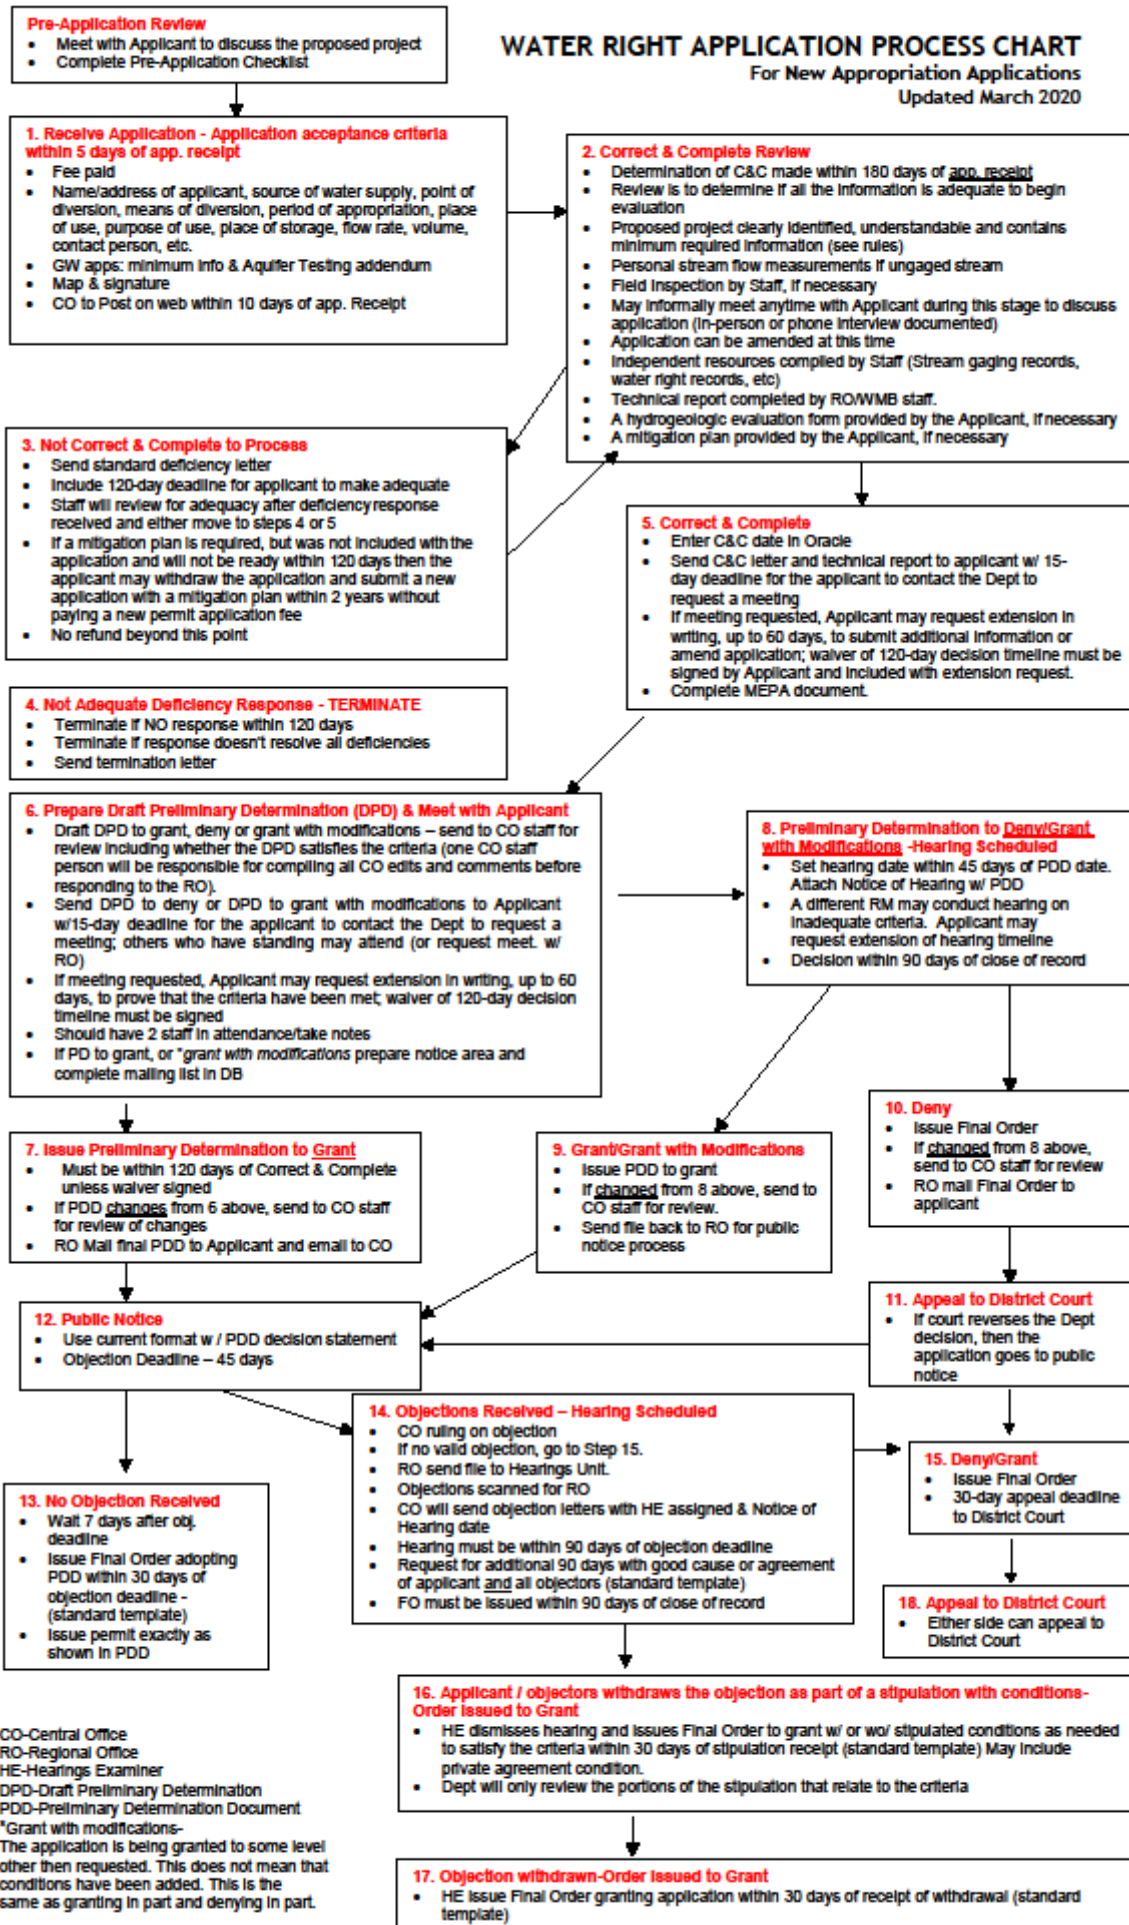 Pre-Application Review
• Meet with Applicant to discuss the proposed project
• Complete Pre-Application Checklist
WATER RIGHT APPLICATION PROCESS CHART
For New Appropriation Applications
Updated March 2020
1. Receive Application - Application acceptance criteria
within 5 days of app. receipt
• Fee paid
• Name/address of applicant, source of water supply, point of
diversion, means of diversion, period of appropriation, place
of use, purpose of use, place of storage, flow rate, volume,
contact person, etc.
• GW apps: minimum info & Aquifer Testing addendum
• Map & signature
• CO to Post on web within 10 days of app. Receipt
2. Correct & Complete Review
• Determination of C&C made within 180 days of app. receipt
• Review is to determine if all the information is adequate to begin
evaluation
• Proposed project clearly identified, understandable and contains
minimum required information (see rules)
• Personal stream flow measurements if ungaged stream
• Field Inspection by Staff, if necessary
• May informally meet anytime with Applicant during this stage to discuss
application (in-person or phone interview documented)
• Application can be amended at this time
• Independent resources compiled by Staff (Stream gaging records,
water right records, etc)
• Technical report completed by RO/WMB staff.
• A hydrogeologic evaluation form provided by the Applicant, if necessary
• A mitigation plan provided by the Applicant, if necessary
3. Not Correct & Complete to Process
• Send standard deficiency letter
• Include 120-day deadline for applicant to make adequate
• Staff will review for adequacy after deficiency response
received and either move to steps 4 or 5
• If a mitigation plan is required, but was not included with the
application and will not be ready within 120 days then the
applicant may withdraw the application and submit a new
application with a mitigation plan within 2 years without
paying a new permit application fee
• No refund beyond this point
5. Correct & Complete
• Enter C&C date in Oracle
• Send C&C letter and technical report to applicant w/ 15-
day deadline for the applicant to contact the Dept to
request a meeting
• If meeting requested, Applicant may request extension in
writing, up to 60 days, to submit additional information or
amend application; waiver of 120-day decision timeline must be
signed by Applicant and included with extension request.
• Complete MEPA document.
4. Not Adequate Deficiency Response - TERMINATE
• Terminate if NO response within 120 days
• Terminate if response doesn't resolve all deficiencies
• Send termination letter
6. Prepare Draft Preliminary Determination (DPD) & Meet with Applicant
• Draft DPD to grant, deny or grant with modifications – send to CO staff for
review including whether the DPD satisfies the criteria (one CO staff
person will be responsible for compiling all CO edits and comments before
responding to the RO).
• Send DPD to deny or DPD to grant with modifications to Applicant
w/15-day deadline for the applicant to contact the Dept to request a
meeting; others who have standing may attend (or request meet. w/
RO)
• If meeting requested, Applicant may request extension in writing, up to 60
days, to prove that the criteria have been met; waiver of 120-day decision
timeline must be signed
• Should have 2 staff in attendance/take notes
• If PD to grant, or *grant with modifications prepare notice area and
complete mailing list in DB
8. Preliminary Determination to Deny/Grant
with Modifications -Hearing Scheduled
• Set hearing date within 45 days of PDD date.
Attach Notice of Hearing w/ PDD
• A different RM may conduct hearing on
inadequate criteria. Applicant may
request extension of hearing timeline
• Decision within 90 days of close of record
7. Issue Preliminary Determination to Grant
• Must be within 120 days of Correct & Complete
unless waiver signed
• If PDD changes from 6 above, send to CO staff
for review of changes
• RO Mail final PDD to Applicant and email to CO
9. Grant/Grant with Modifications
• Issue PDD to grant
• If changed from 8 above, send to
CO staff for review.
• Send file back to RO for public
notice process
10. Deny
• Issue Final Order
• If changed from 8 above,
send to CO staff for review
• RO mail Final Order to
applicant
11. Appeal to District Court
• If court reverses the Dept
decision, then the
application goes to public
notice
12. Public Notice
• Use current format w / PDD decision statement
• Objection Deadline – 45 days
14. Objections Received – Hearing Scheduled
• CO ruling on objection
• If no valid objection, go to Step 15.
• RO send file to Hearings Unit.
• Objections scanned for RO
• CO will send objection letters with HE assigned & Notice of
Hearing date
• Hearing must be within 90 days of objection deadline
• Request for additional 90 days with good cause or agreement
of applicant and all objectors (standard template)
• FO must be issued within 90 days of close of record
15. Deny/Grant
• Issue Final Order
• 30-day appeal deadline
to District Court
13. No Objection Received
• Wait 7 days after obj.
deadline
• Issue Final Order adopting
PDD within 30 days of
objection deadline -
(standard template)
• Issue permit exactly as
shown in PDD
18. Appeal to District Court
• Either side can appeal to
District Court
16. Applicant / objectors withdraws the objection as part of a stipulation with conditions-
Order Issued to Grant
• HE dismisses hearing and issues Final Order to grant w/ or wo/ stipulated conditions as needed
to satisfy the criteria within 30 days of stipulation receipt (standard template) May include
private agreement condition.
• Dept will only review the portions of the stipulation that relate to the criteria
17. Objection withdrawn-Order Issued to Grant
• HE Issue Final Order granting application within 30 days of receipt of withdrawal (standard
template)
CO-Central Office
RO-Regional Office
HE-Hearings Examiner
DPD-Draft Preliminary Determination
PDD-Preliminary Determination Document
*Grant with modifications-
The application is being granted to some level
other then requested. This does not mean that
conditions have been added. This is the
same as granting in part and denying in part.